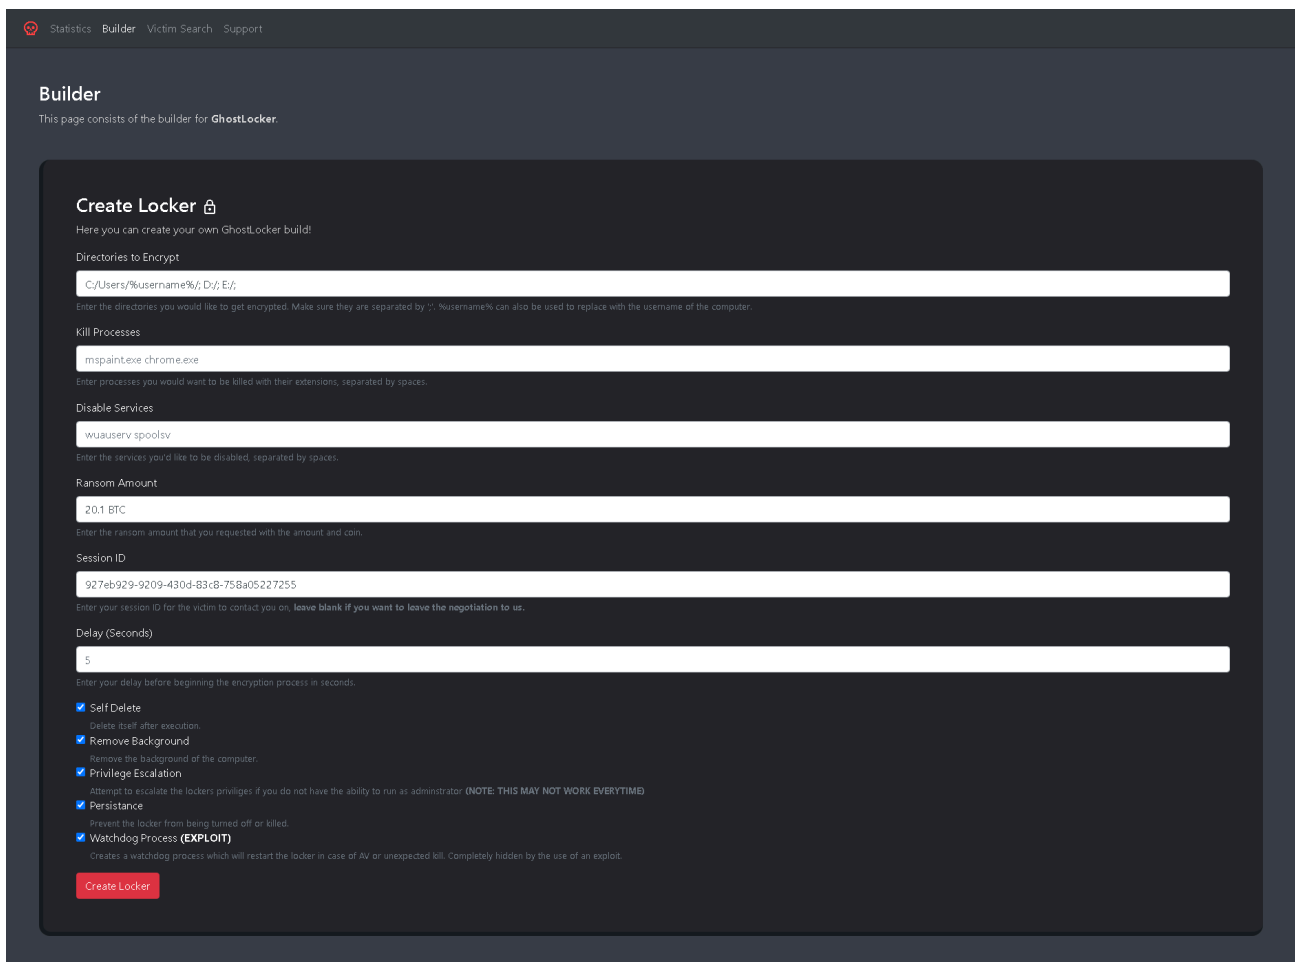 Statistics Builder Victim Search Support
Builder
This page consists of the builder for GhostLocker.
Create Locker
Here you can create your own GhostLocker build!
Directories to Encrypt
C:/Users/%username%/; D:/; E:/;
Enter the directories you would like to get encrypted. Make sure they are separated by ';'. %username% can also be used to replace with the username of the computer.
Kill Processes
mspaint.exe chrome.exe
Enter processes you would want to be killed with their extensions, separated by spaces.
Disable Services
wuauserv spoolsv
Enter the services you'd like to be disabled, separated by spaces.
Ransom Amount
20.1 BTC
Enter the ransom amount that you requested with the amount and coin.
Session ID
927eb929-9209-430d-83c8-758a05227255
Enter your session ID for the victim to contact you on, leave blank if you want to leave the negotiation to us.
Delay (Seconds)
5
Enter your delay before beginning the encryption process in seconds.
Self Delete
Delete itself after execution.
Remove Background
Remove the background of the computer.
Privilege Escalation
Attempt to escalate the lockers priviliges if you do not have the ability to run as adminstrator (NOTE: THIS MAY NOT WORK EVERYTIME)
Persistance
Prevent the locker from being turned off or killed.
Watchdog Process (EXPLOIT)
Creates a watchdog process which will restart the locker in case of AV or unexpected kill. Completely hidden by the use of an exploit.
Create Locker